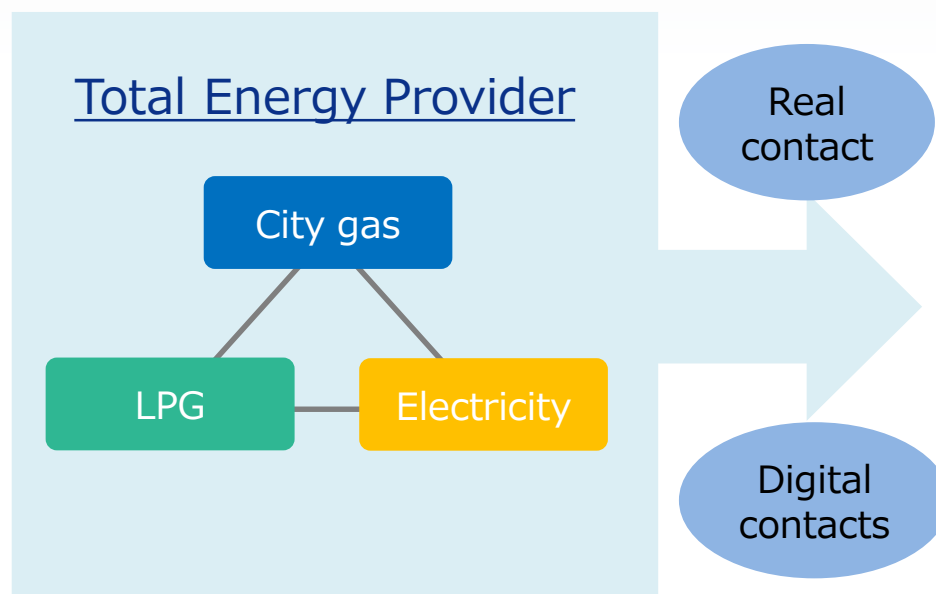 Total Energy Provider
City gas
LPG
Electricity
Real
contact
Digital
contacts